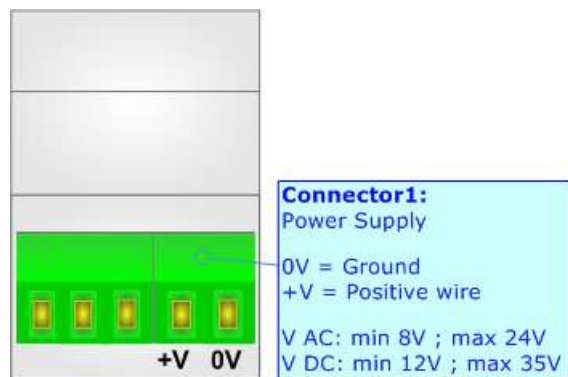 Connector1:
Power Supply
0V = Ground
+V = Positive wire
V AC: min 8V ; max 24V
V DC: min 12V ; max 35V
+V 0V